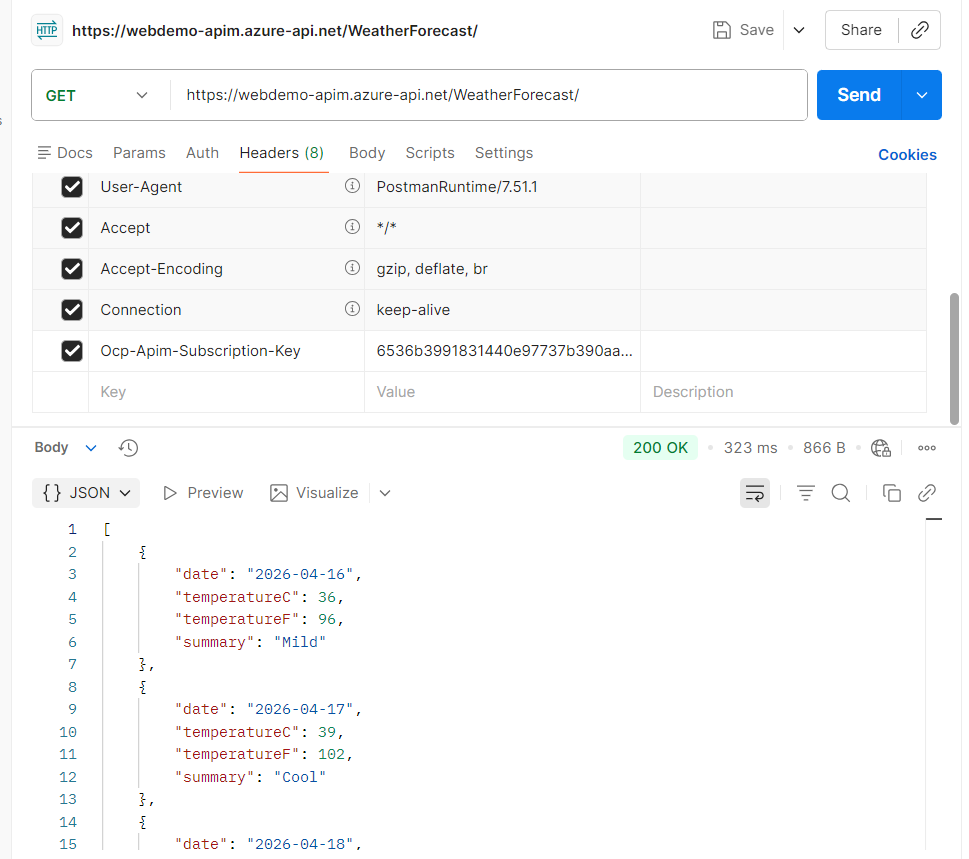 HTTP https://webdemo-apim.azure-api.net/WeatherForecast/ Save Share
GET https://webdemo-apim.azure-api.net/WeatherForecast/ Send
Docs Params Auth Headers (8) Body Scripts Settings Cookies
User-Agent PostmanRuntime/7.51.1
Accept */*
Accept-Encoding gzip, deflate, br
Connection keep-alive
Ocp-Apim-Subscription-Key 6536b3991831440e97737b390aa...
Key Value Description
Body 200 OK 323 ms 866 B
{} JSON Preview Visualize
1 [
2 {
3 "date": "2026-04-16",
4 "temperatureC": 36,
5 "temperatureF": 96,
6 "summary": "Mild"
7 },
8 {
9 "date": "2026-04-17",
10 "temperatureC": 39,
11 "temperatureF": 102,
12 "summary": "Cool"
13 },
14 {
15 "date": "2026-04-18",